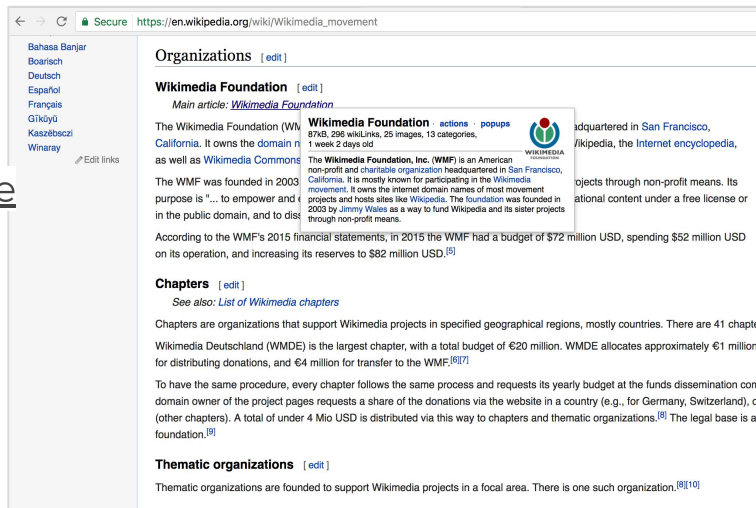 Secure https://en.wikipedia.org/wiki/Wikimedia_movement
Bahasa Banjar
Boarisch
Deutsch
Español
Français
Gĩkũyũ
Kaszëbsczi
Winaray
Edit links
e
Organizations [ edit ]
Wikimedia Foundation [ edit ]
Main article: Wikimedia Foundation
The Wikimedia Foundation (WM adquartered in San Francisco,
California. It owns the domain n Wikipedia, the Internet encyclopedia,
as well as Wikimedia Commons
The WMF was founded in 2003 rojects through non-profit means. Its
purpose is "... to empower and ational content under a free license or
in the public domain, and to diss
Wikimedia Foundation · actions · popups
87kB, 296 wikiLinks, 25 images, 13 categories,
1 week 2 days old
WIKIMEDIA
FOUNDATION
The Wikimedia Foundation, Inc. (WMF) is an American
non-profit and charitable organization headquartered in San Francisco,
California. It is mostly known for participating in the Wikimedia
movement. It owns the internet domain names of most movement
projects and hosts sites like Wikipedia. The foundation was founded in
2003 by Jimmy Wales as a way to fund Wikipedia and its sister projects
through non-profit means.
According to the WMF's 2015 financial statements, in 2015 the WMF had a budget of $72 million USD, spending $52 million USD
on its operation, and increasing its reserves to $82 million USD.[5]
Chapters [ edit ]
See also: List of Wikimedia chapters
Chapters are organizations that support Wikimedia projects in specified geographical regions, mostly countries. There are 41 chapte
Wikimedia Deutschland (WMDE) is the largest chapter, with a total budget of €20 million. WMDE allocates approximately €1 million
for distributing donations, and €4 million for transfer to the WMF.[6][7]
To have the same procedure, every chapter follows the same process and requests its yearly budget at the funds dissemination con
domain owner of the project pages requests a share of the donations via the website in a country (e.g., for Germany, Switzerland),
(other chapters). A total of under 4 Mio USD is distributed via this way to chapters and thematic organizations.[8] The legal base is a
foundation.[9]
Thematic organizations [ edit ]
Thematic organizations are founded to support Wikimedia projects in a focal area. There is one such organization.[8][10]